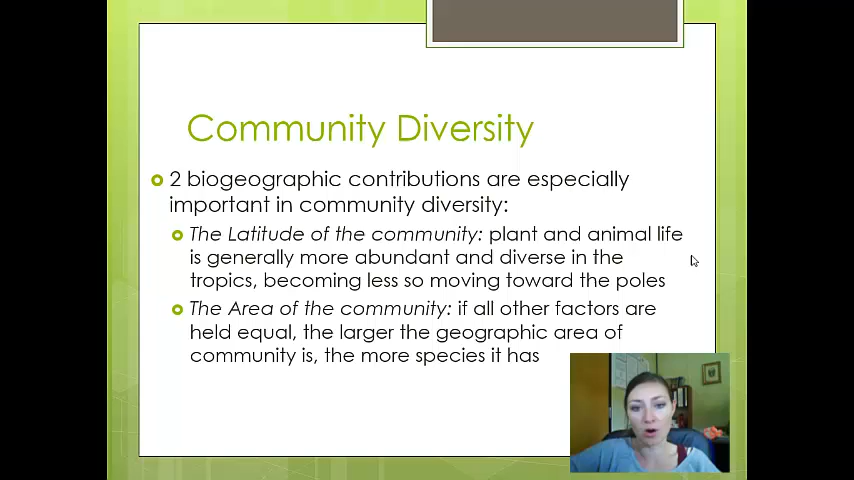 Community Diversity
2 biogeographic contributions are especially
important in community diversity:
The Latitude of the community: plant and animal life
is generally more abundant and diverse in the
tropics, becoming less so moving toward the poles
The Area of the community: if all other factors are
held equal, the larger the geographic area of
community is, the more species it has